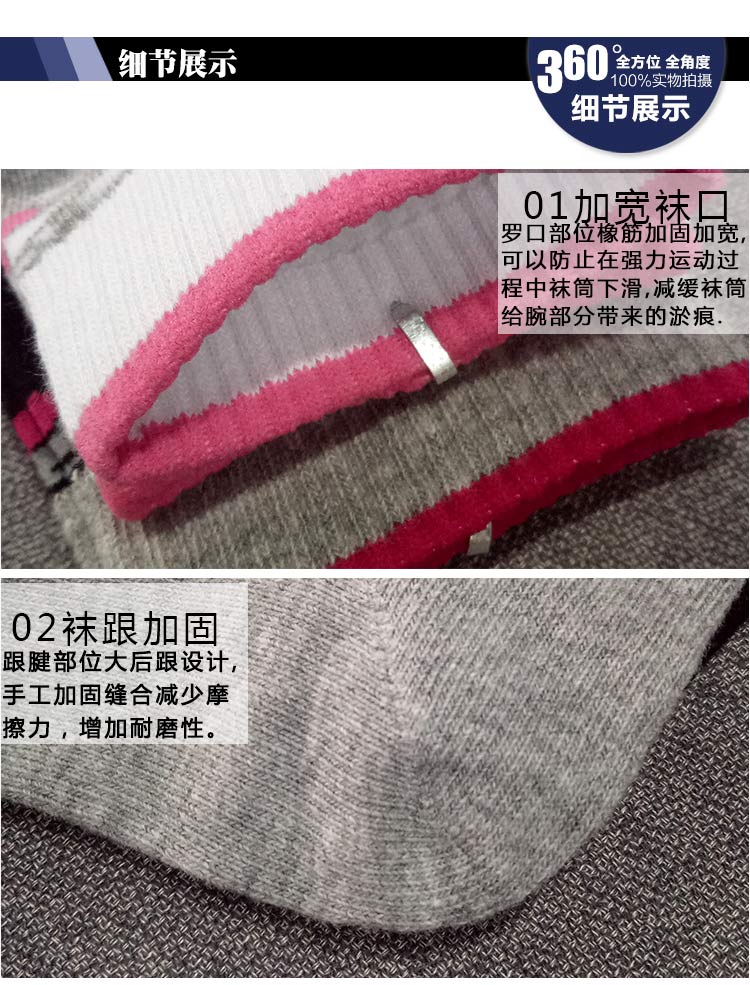 细节展示
360°全方位 全角度
100%实物拍摄
细节展示
01加宽袜口
罗口部位橡筋加固加宽,
可以防止在强力运动过
程中袜筒下滑,减缓袜筒
给腕部分带来的淤痕.
02袜跟加固
跟腱部位大后跟设计,
手工加固缝合减少摩
擦力，增加耐磨性。